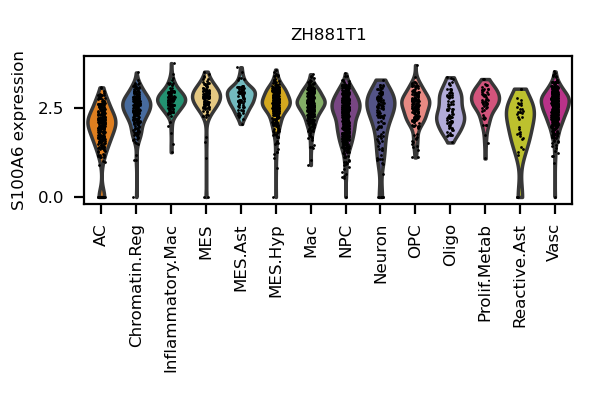 ZH881T1
S100A6 expression
2.5
0.0
AC
Chromatin.Reg
Inflammatory.Mac
MES
MES.Ast
MES.Hyp
Mac
NPC
Neuron
OPC
Oligo
Prolif.Metab
Reactive.Ast
Vasc